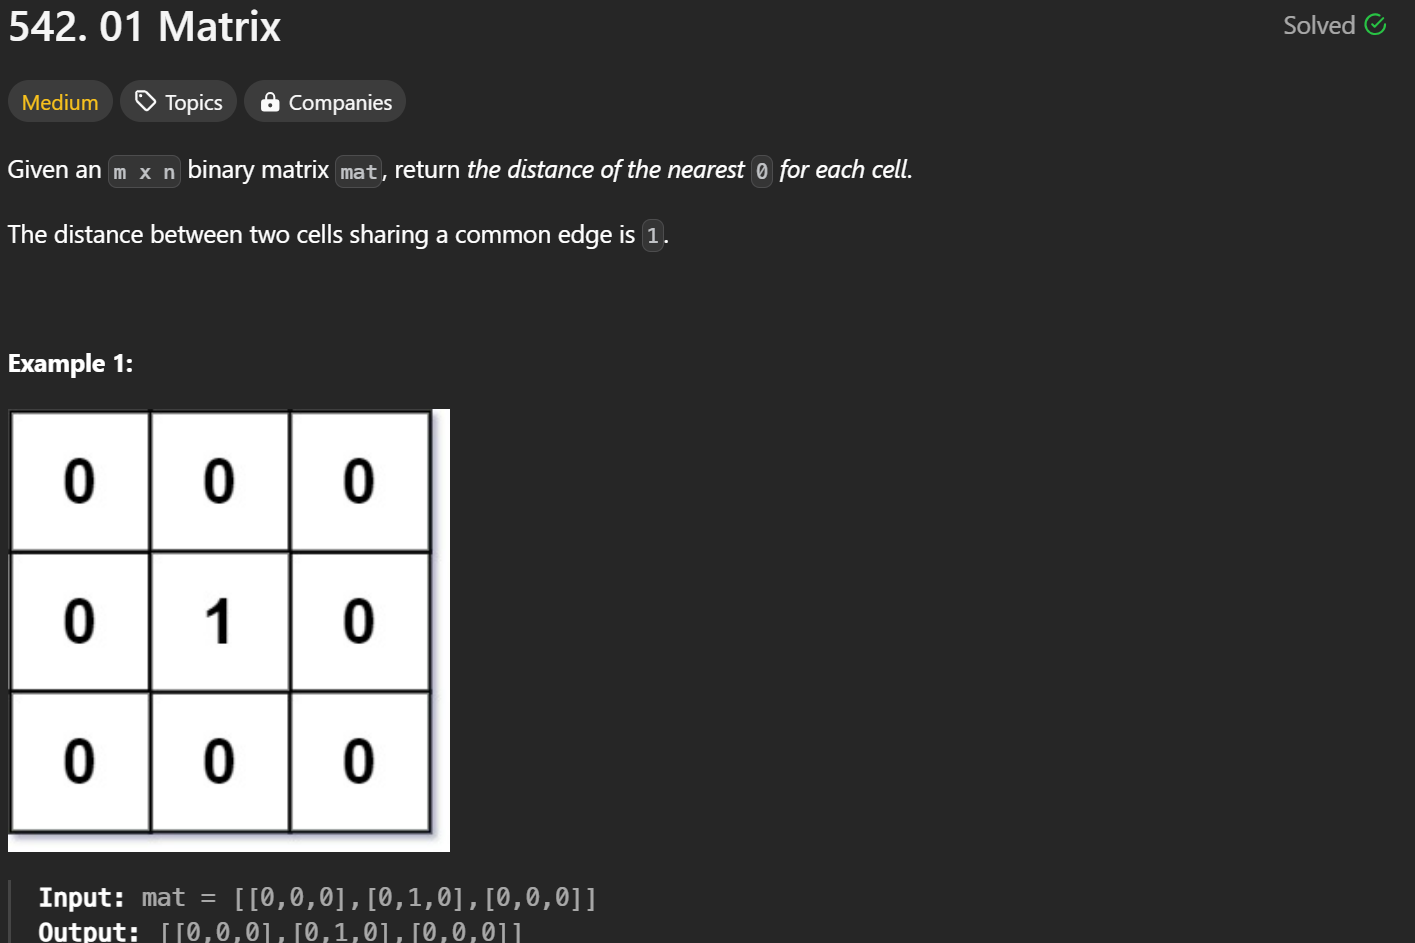 542. 01 Matrix
Solved
Medium Topics Companies
Given an m x n binary matrix mat, return the distance of the nearest 0 for each cell.
The distance between two cells sharing a common edge is 1.
Example 1:
0 0 0
0 1 0
0 0 0
Input: mat = [[0,0,0],[0,1,0],[0,0,0]]
Output: [[0,0,0],[0,1,0],[0,0,0]]